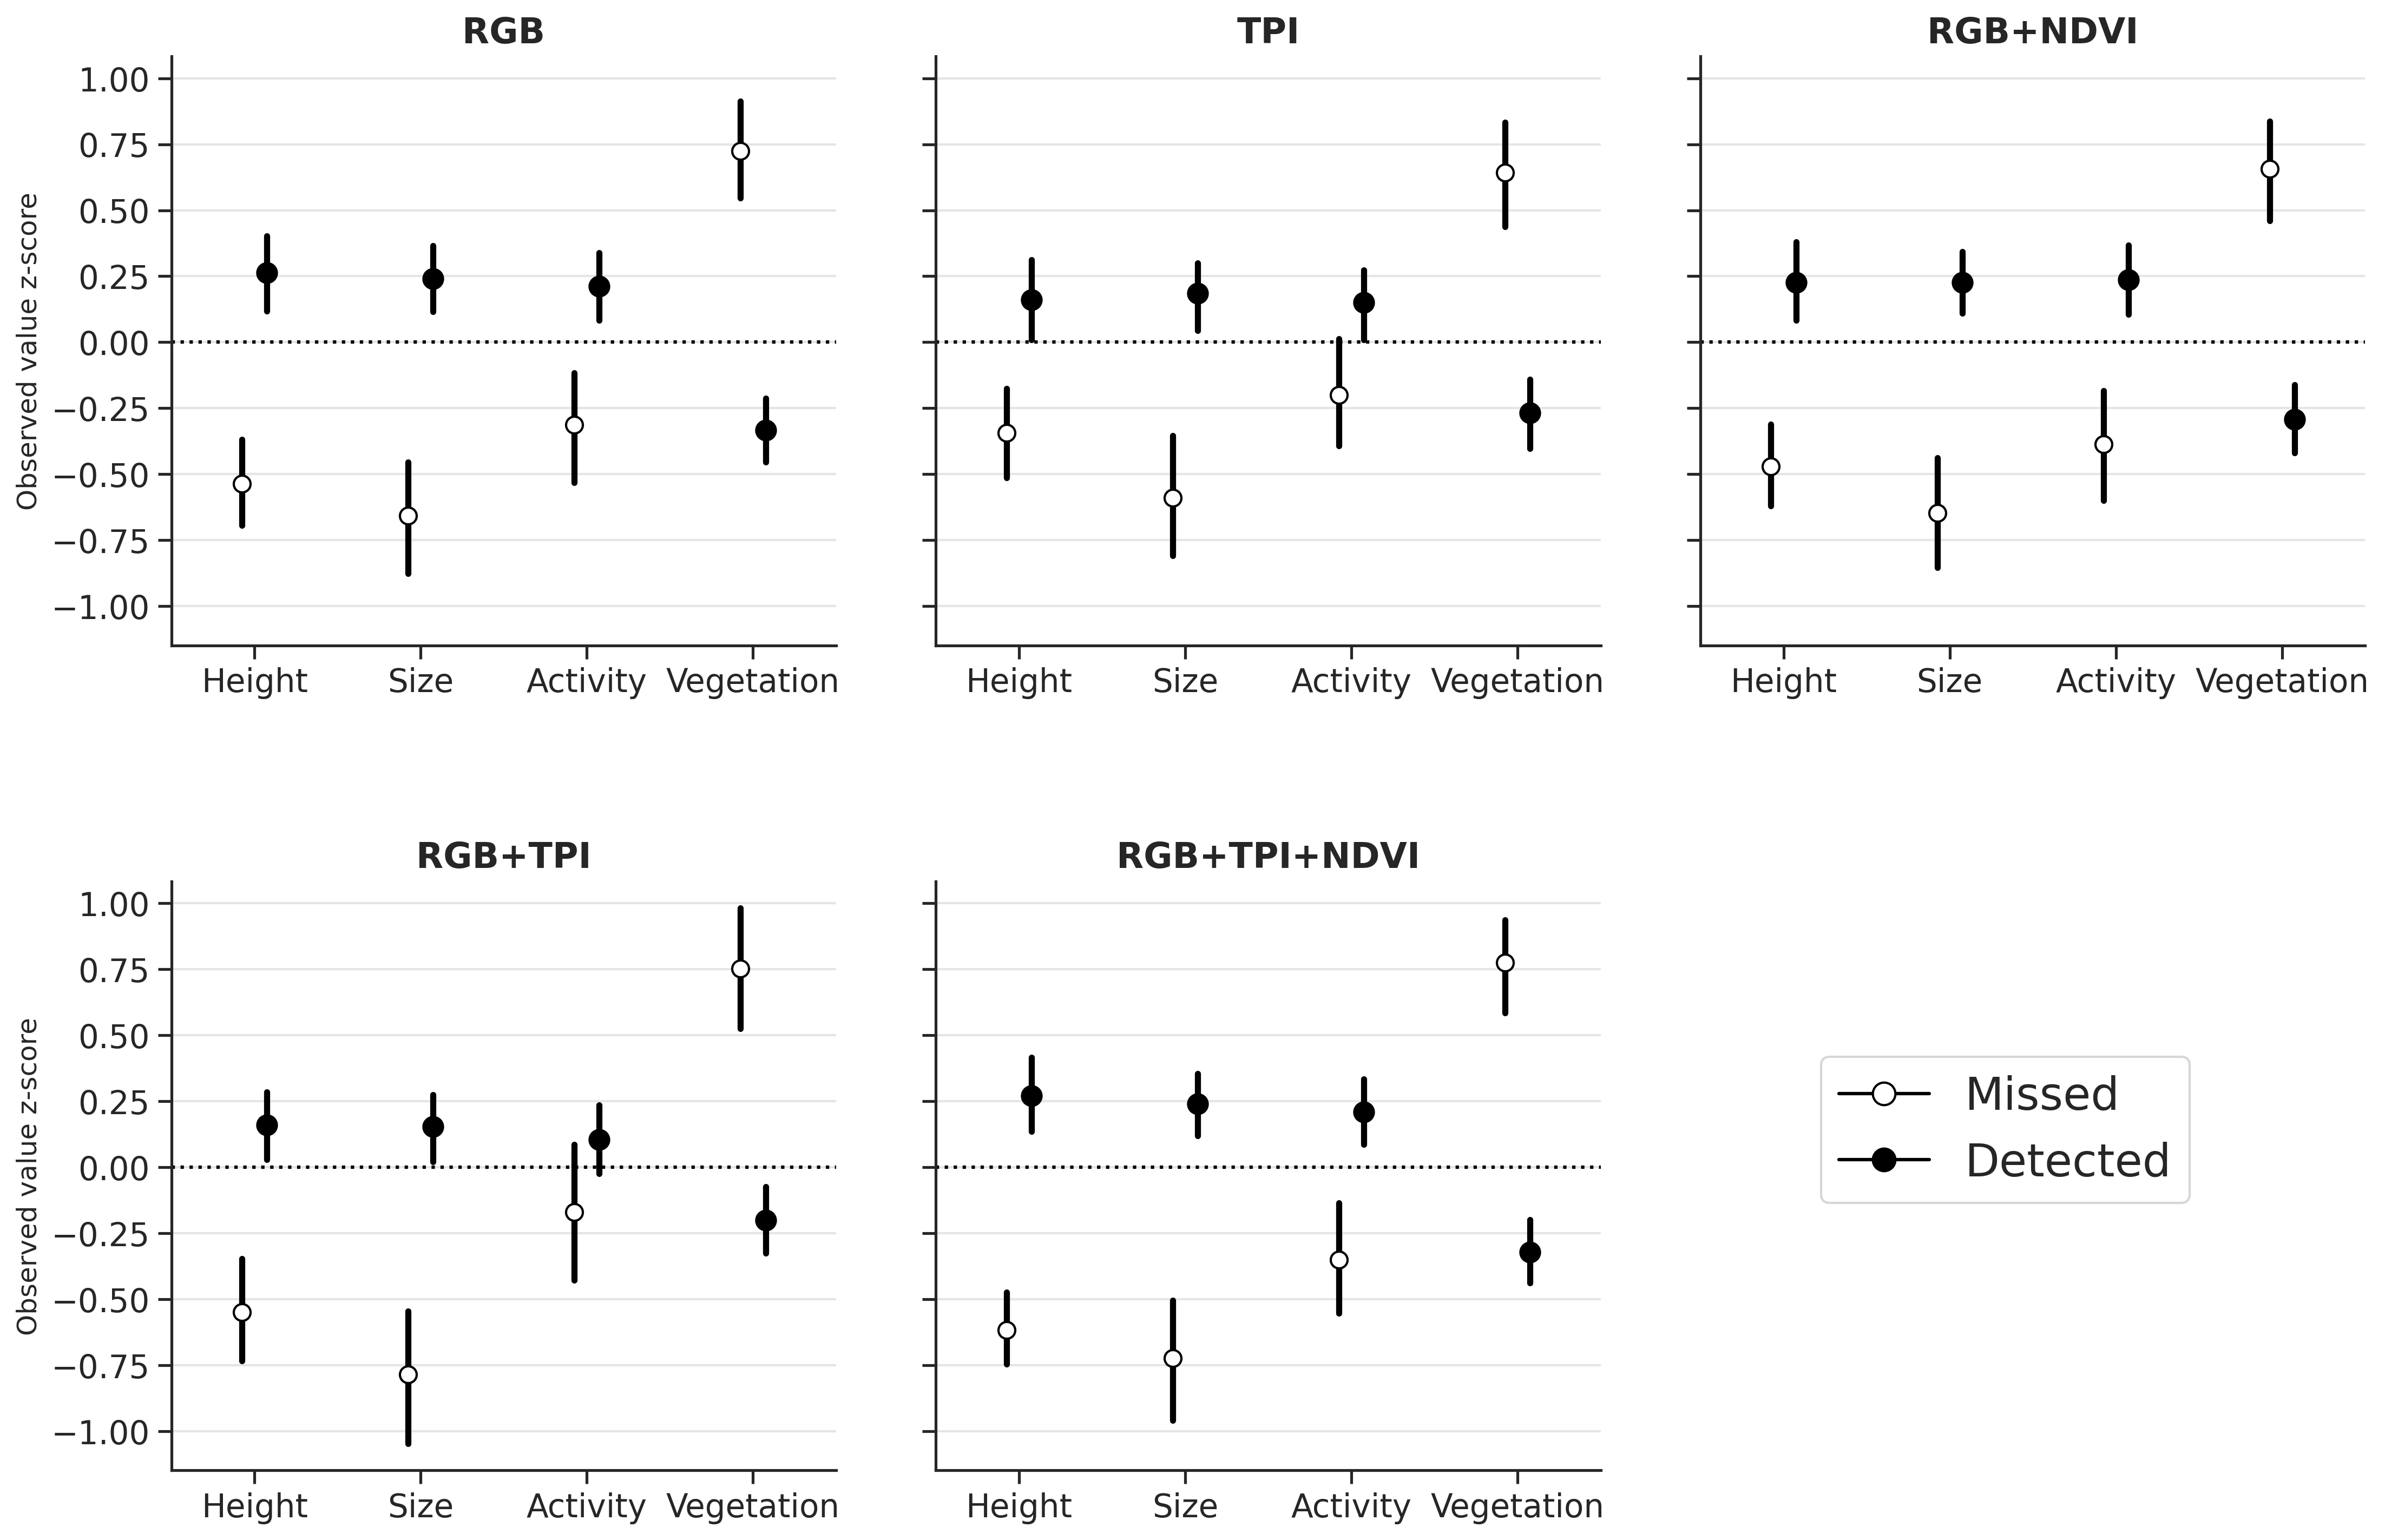 RGB
TPI
RGB+NDVI
Observed value z-score
1.00
0.75
0.50
0.25
0.00
−0.25
−0.50
−0.75
−1.00
Height Size Activity Vegetation
Height Size Activity Vegetation
Height Size Activity Vegetation
RGB+TPI
RGB+TPI+NDVI
Observed value z-score
1.00
0.75
0.50
0.25
0.00
−0.25
−0.50
−0.75
−1.00
Height Size Activity Vegetation
Height Size Activity Vegetation
Missed
Detected